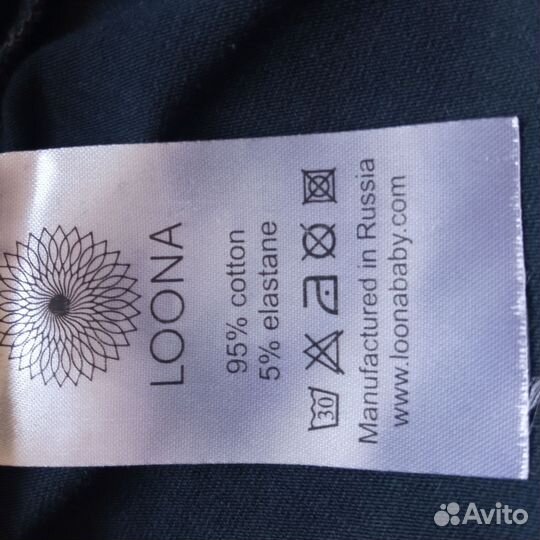 LOONA
95% cotton
5% elastane
30
Manufactured in Russia
www.loonababy.com
Avito